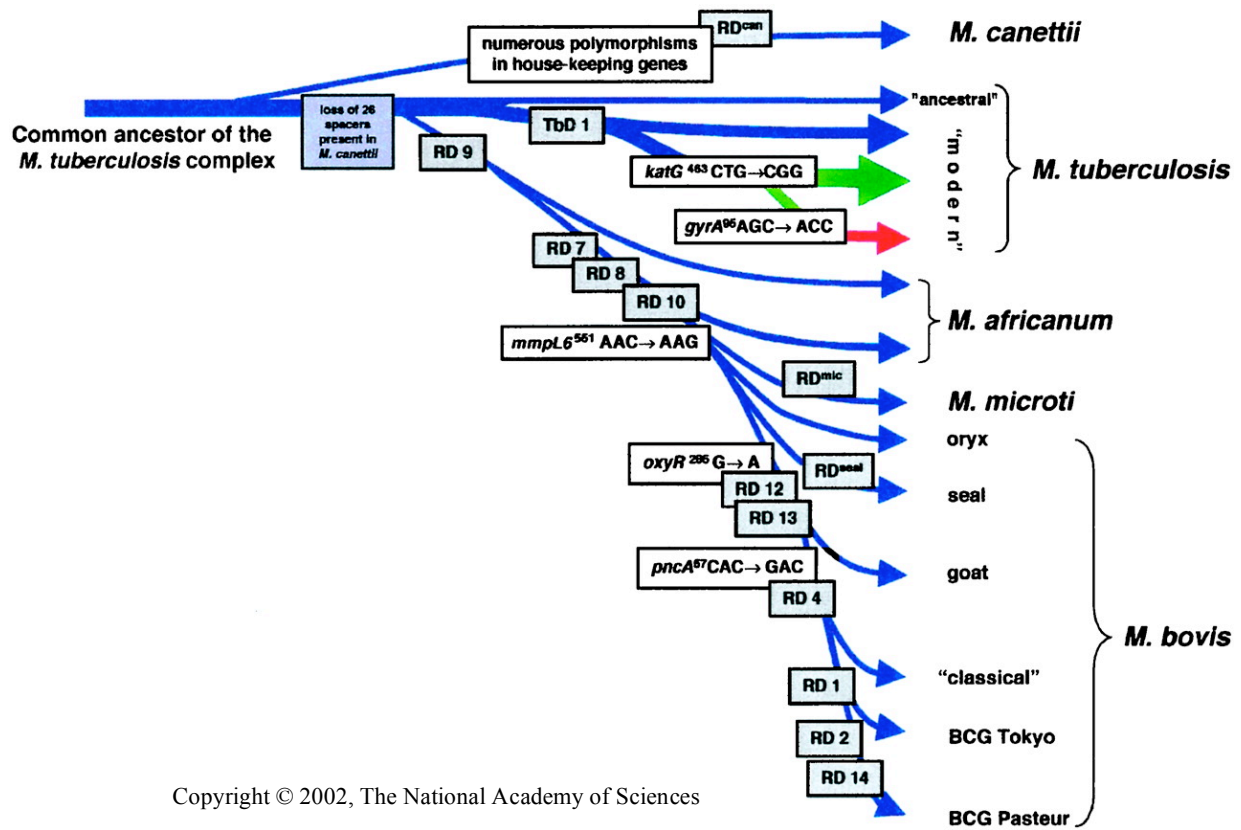 RDcan
M. canettii
numerous polymorphisms
in house-keeping genes
"ancestral"
loss of 26
spacers
present in
M. canettii
Common ancestor of the
M. tuberculosis complex
TbD 1
RD 9
katG 463 CTG→CGG
"modern"
M. tuberculosis
gyrA95AGC→ ACC
RD 7
RD 8
RD 10
M. africanum
mmpL6551 AAC→ AAG
RDmic
M. microti
oryx
oxyR 285 G→ A
RDseal
RD 12
seal
RD 13
pncA57CAC→ GAC
goat
RD 4
M. bovis
"classical"
RD 1
RD 2
BCG Tokyo
RD 14
Copyright © 2002, The National Academy of Sciences
BCG Pasteur